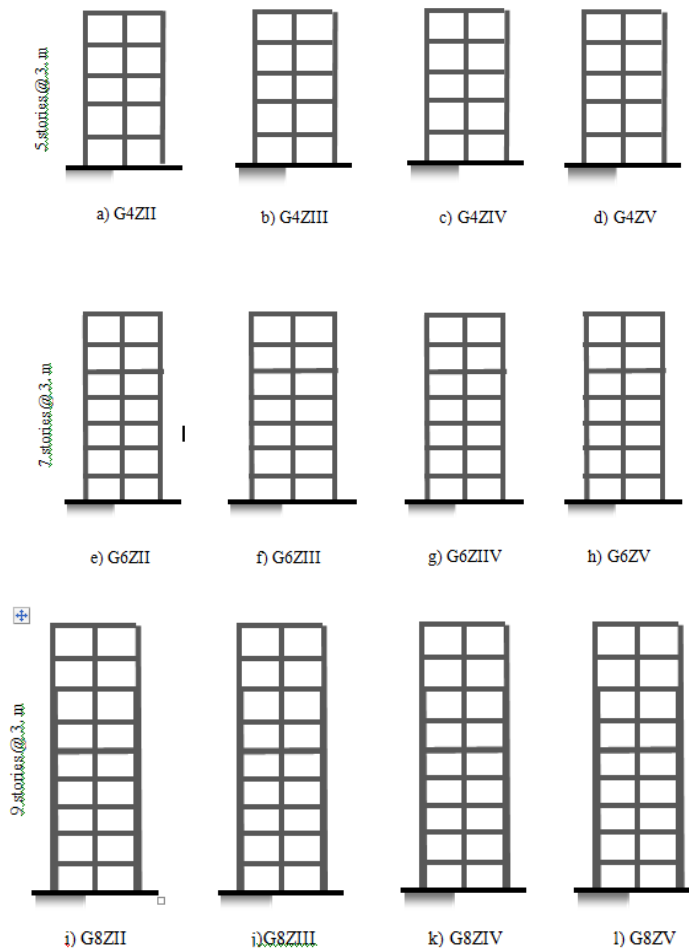 5 stories@ 3. m
a) G4ZII
b) G4ZIII
c) G4ZIV
d) G4ZV
7 stories@ 3. m
e) G6ZII
f) G6ZIII
g) G6ZIIV
h) G6ZV
9 stories@ 3. m
i) G8ZII
j)G8ZIII
k) G8ZIV
l) G8ZV